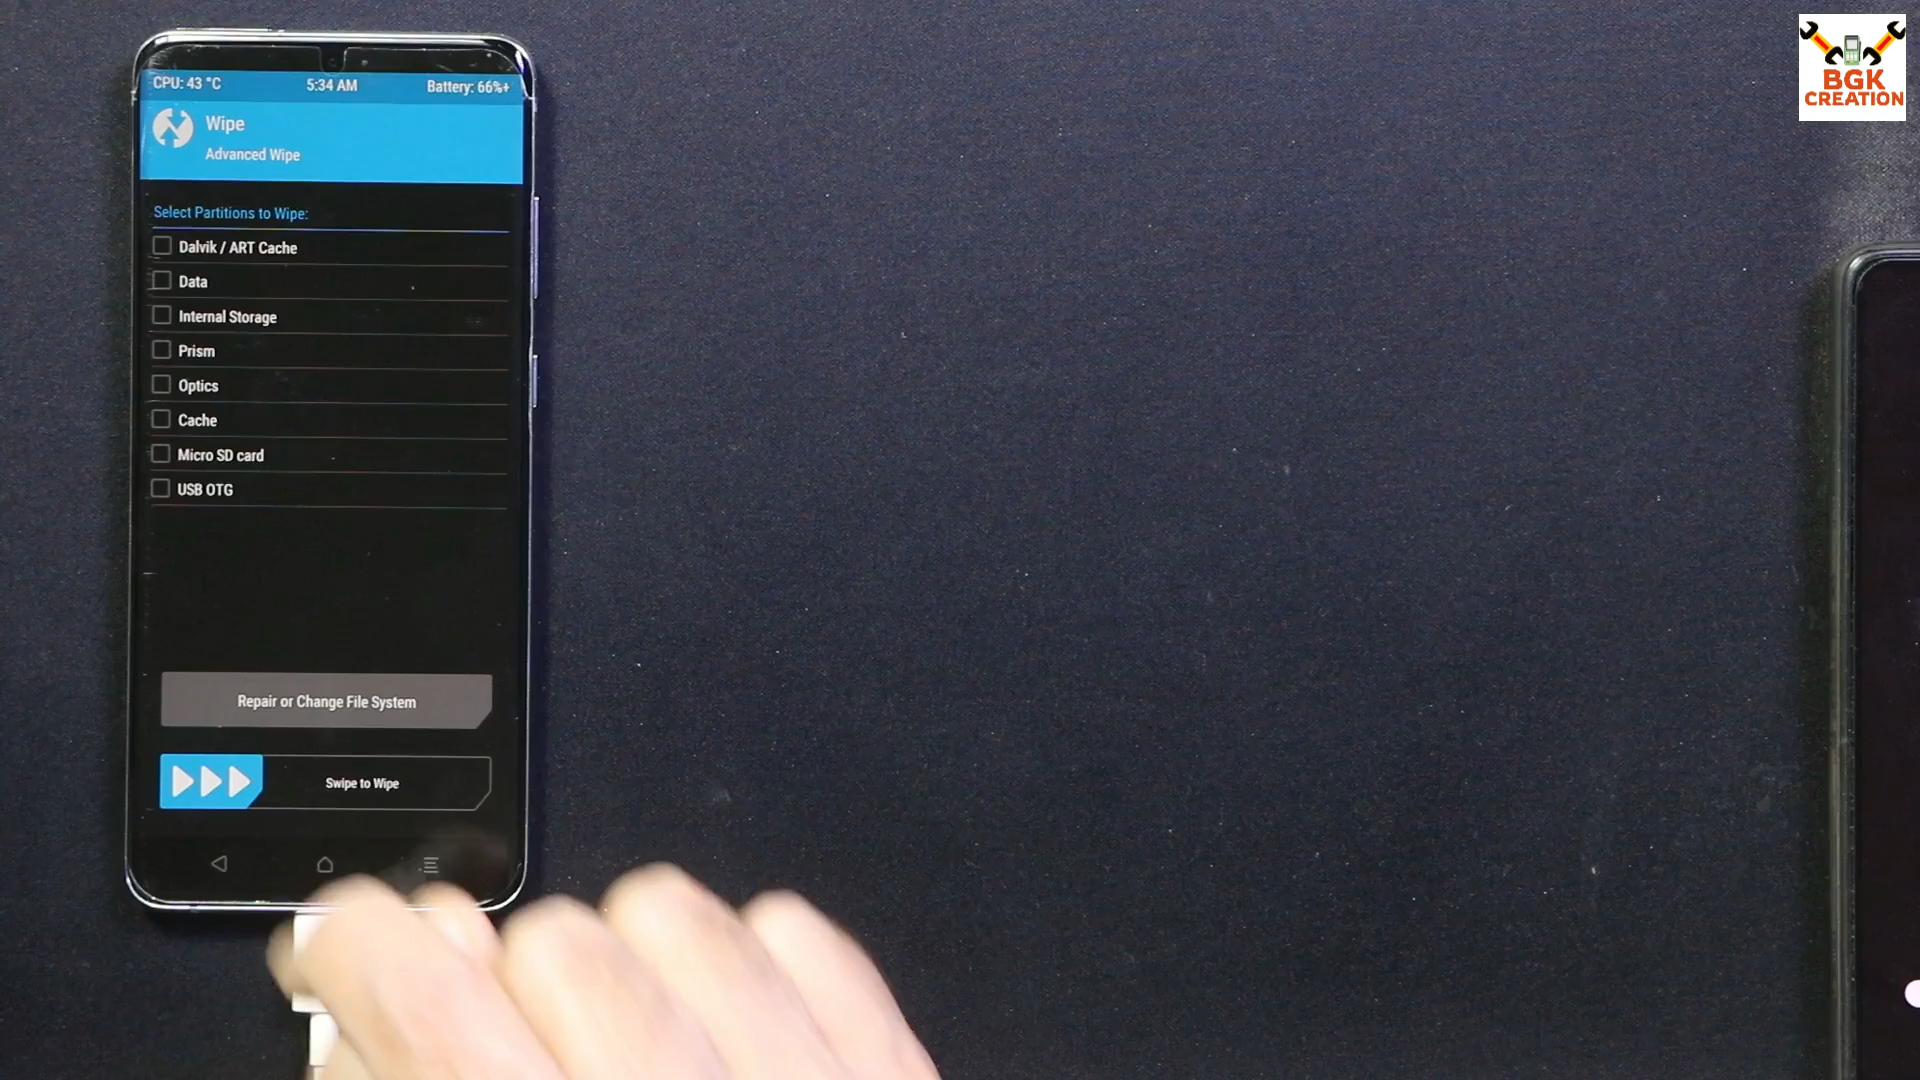 CPU: 43 °C 5:34 AM Battery: 66%+
Wipe
Advanced Wipe
Select Partitions to Wipe:
Dalvik / ART Cache
Data
Internal Storage
Prism
Optics
Cache
Micro SD card
USB OTG
Repair or Change File System
Swipe to Wipe
BGK
CREATION